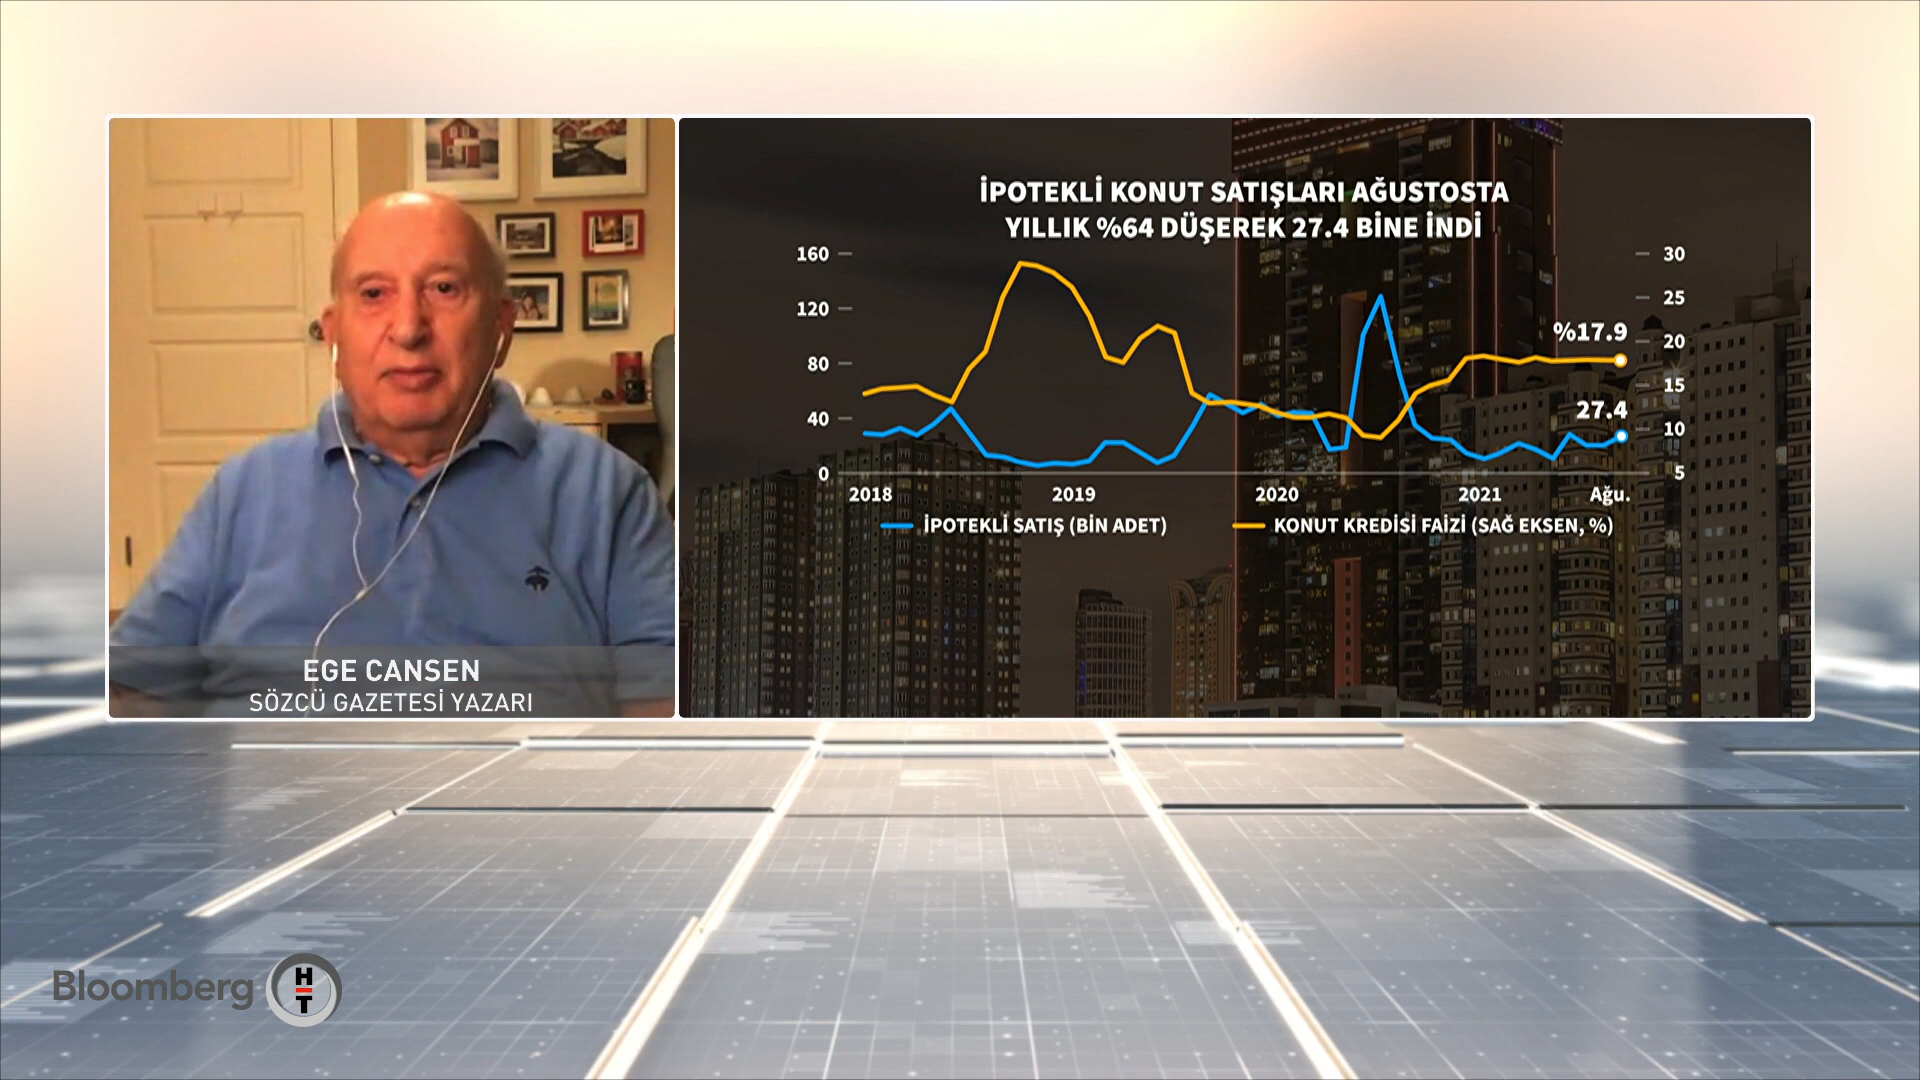 İPOTEKLİ KONUT SATIŞLARI AĞUSTOSTA
YILLIK %64 DÜŞEREK 27.4 BİNE İNDİ
160
120
80
40
0
30
25
20
15
10
5
%17.9
27.4
2018 2019 2020 2021 Ağu.
İPOTEKLİ SATIŞ (BİN ADET) KONUT KREDİSİ FAİZİ (SAĞ EKSEN, %)
EGE CANSEN
SÖZCÜ GAZETESİ YAZARI
Bloomberg HT